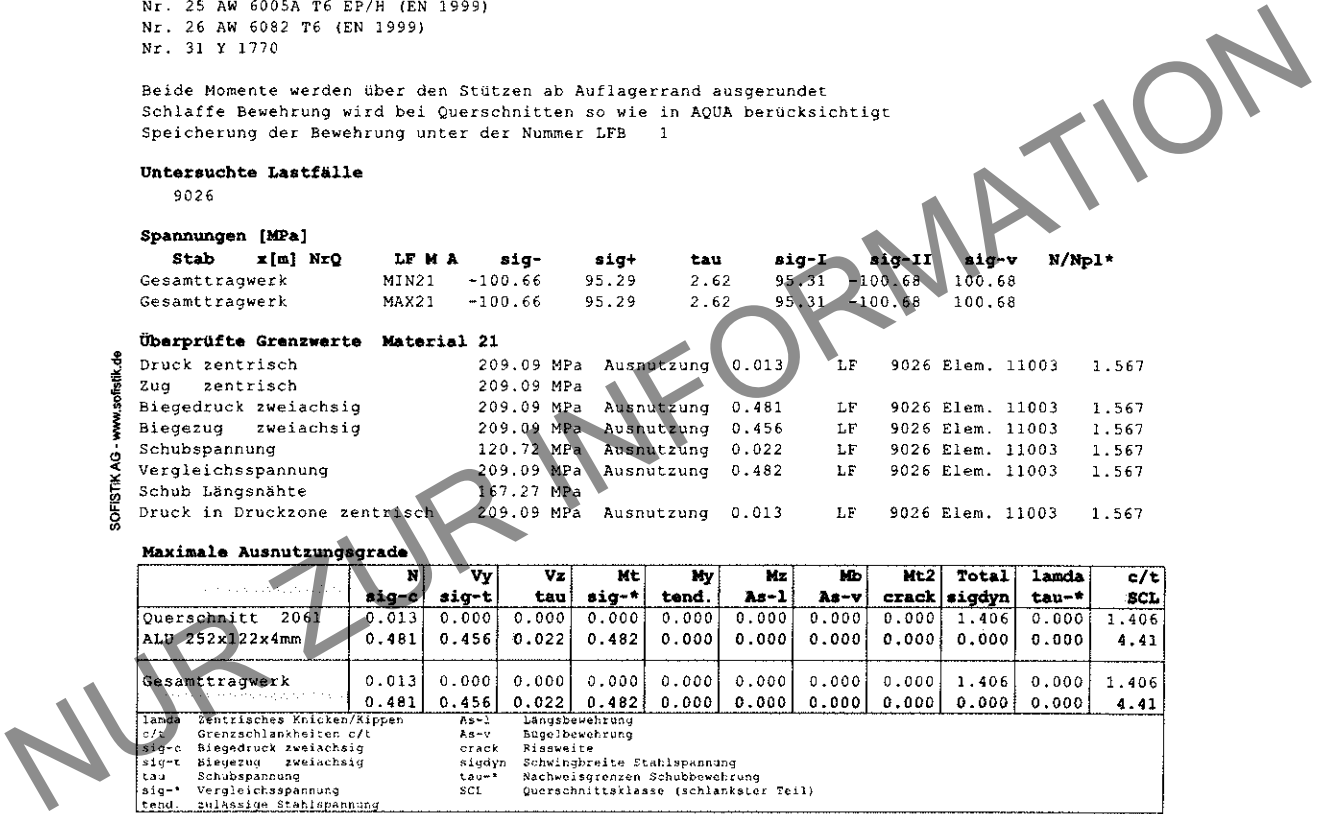 Nr. 25 AW 6005A T6 EP/H (EN 1999)
Nr. 26 AW 6082 T6 (EN 1999)
Nr. 31 Y 1770
Beide Momente werden über den Stützen ab Auflagerrand ausgerundet
Schlaffe Bewehrung wird bei Querschnitten so wie in AQUA berücksichtigt
Speicherung der Bewehrung unter der Nummer LFB 1
Untersuchte Lastfälle
9026
Spannungen [MPa]
Stab x[m] NrQ LF M A sig- sig+ tau sig-I sig-II sig-v N/Npl*
Gesamttragwerk MIN21 -100.66 95.29 2.62 95.31 -100.68 100.68
Gesamttragwerk MAX21 -100.66 95.29 2.62 95.31 -100.68 100.68
Überprüfte Grenzwerte Material 21
Druck zentrisch 209.09 MPa Ausnutzung 0.013 LF 9026 Elem. 11003 1.567
Zug zentrisch 209.09 MPa
Biegedruck zweiachsig 209.09 MPa Ausnutzung 0.481 LF 9026 Elem. 11003 1.567
Biegezug zweiachsig 209.09 MPa Ausnutzung 0.456 LF 9026 Elem. 11003 1.567
Schubspannung 120.72 MPa Ausnutzung 0.022 LF 9026 Elem. 11003 1.567
Vergleichsspannung 209.09 MPa Ausnutzung 0.482 LF 9026 Elem. 11003 1.567
Schub Längsnähte 167.27 MPa
Druck in Druckzone zentrisch 209.09 MPa Ausnutzung 0.013 LF 9026 Elem. 11003 1.567
SOFiSTiK AG - www.sofistik.de
Maximale Ausnutzungsgrade
N Vy Vz Mt My Mz Mb Mt2 Total lamda c/t
sig-c sig-t tau sig-* tend. As-l As-v crack sigdyn tau-* SCL
Querschnitt 2061 0.013 0.000 0.000 0.000 0.000 0.000 0.000 0.000 1.406 0.000 1.406
ALU 252x122x4mm 0.481 0.456 0.022 0.482 0.000 0.000 0.000 0.000 0.000 0.000 4.41
Gesamttragwerk 0.013 0.000 0.000 0.000 0.000 0.000 0.000 0.000 1.406 0.000 1.406
0.481 0.456 0.022 0.482 0.000 0.000 0.000 0.000 0.000 0.000 4.41
lamda Zentrisches Knicken/Kippen As-l Längsbewehrung
c/t Grenzschlankheiten c/t As-v Bügelbewehrung
sig-c Biegedruck zweiachsig crack Rissweite
sig-t Biegezug zweiachsig sigdyn Schwingbreite Stahlspannung
tau Schubspannung tau-* Nachweisgrenzen Schubbewehrung
sig-* Vergleichsspannung SCL Querschnittsklasse (schlankster Teil)
tend. zulässige Stahlspannung
NUR ZUR INFORMATION